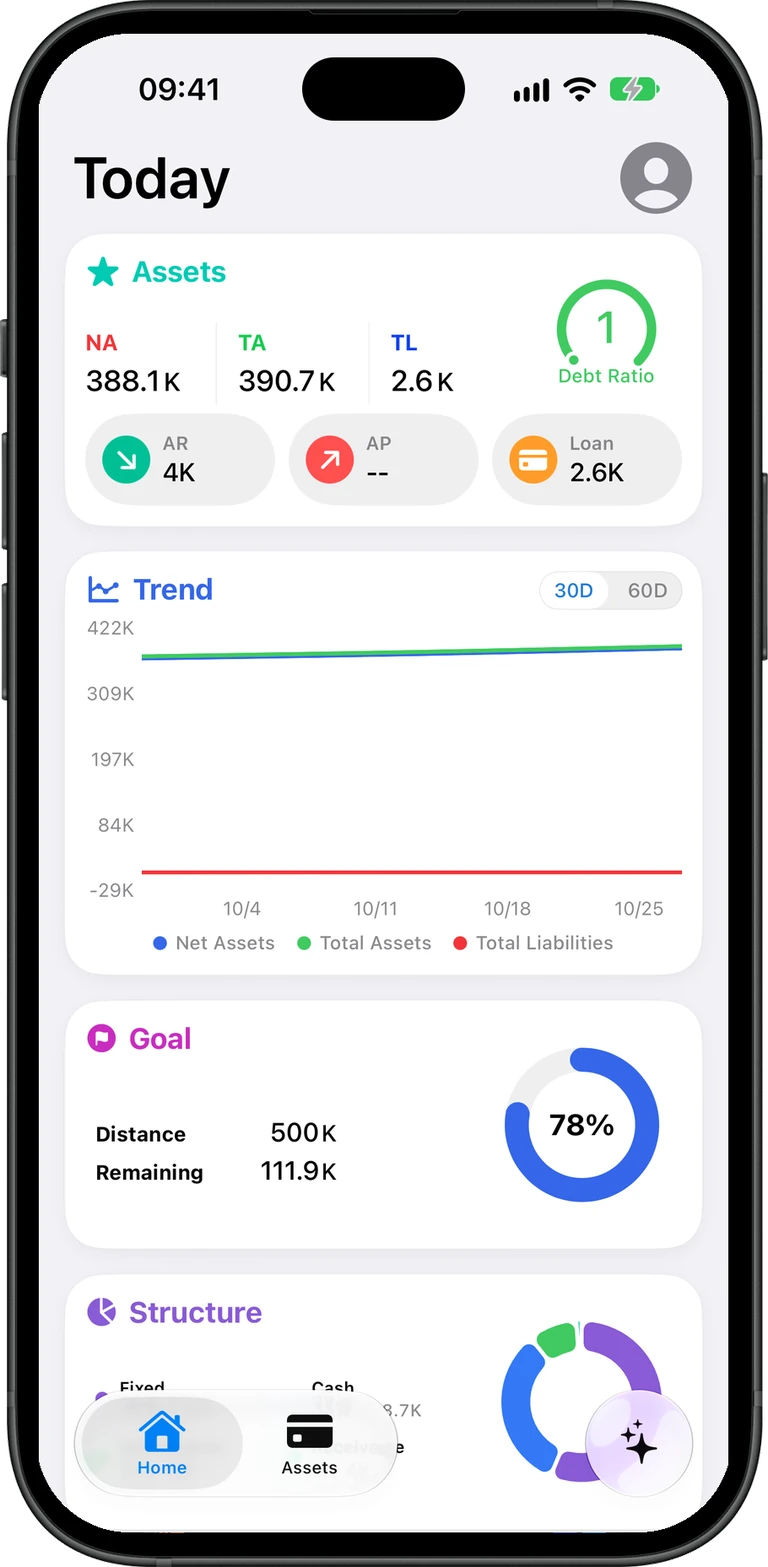 09:41
Today
Assets
NA TA TL
388.1K 390.7K 2.6K
1
Debt Ratio
AR AP Loan
4K -- 2.6K
Trend
30D 60D
422K
309K
197K
84K
-29K
10/4 10/11 10/18 10/25
Net Assets Total Assets Total Liabilities
Goal
Distance 500K
Remaining 111.9K
78%
Structure
Fixed Cash
8.7K
Home Assets